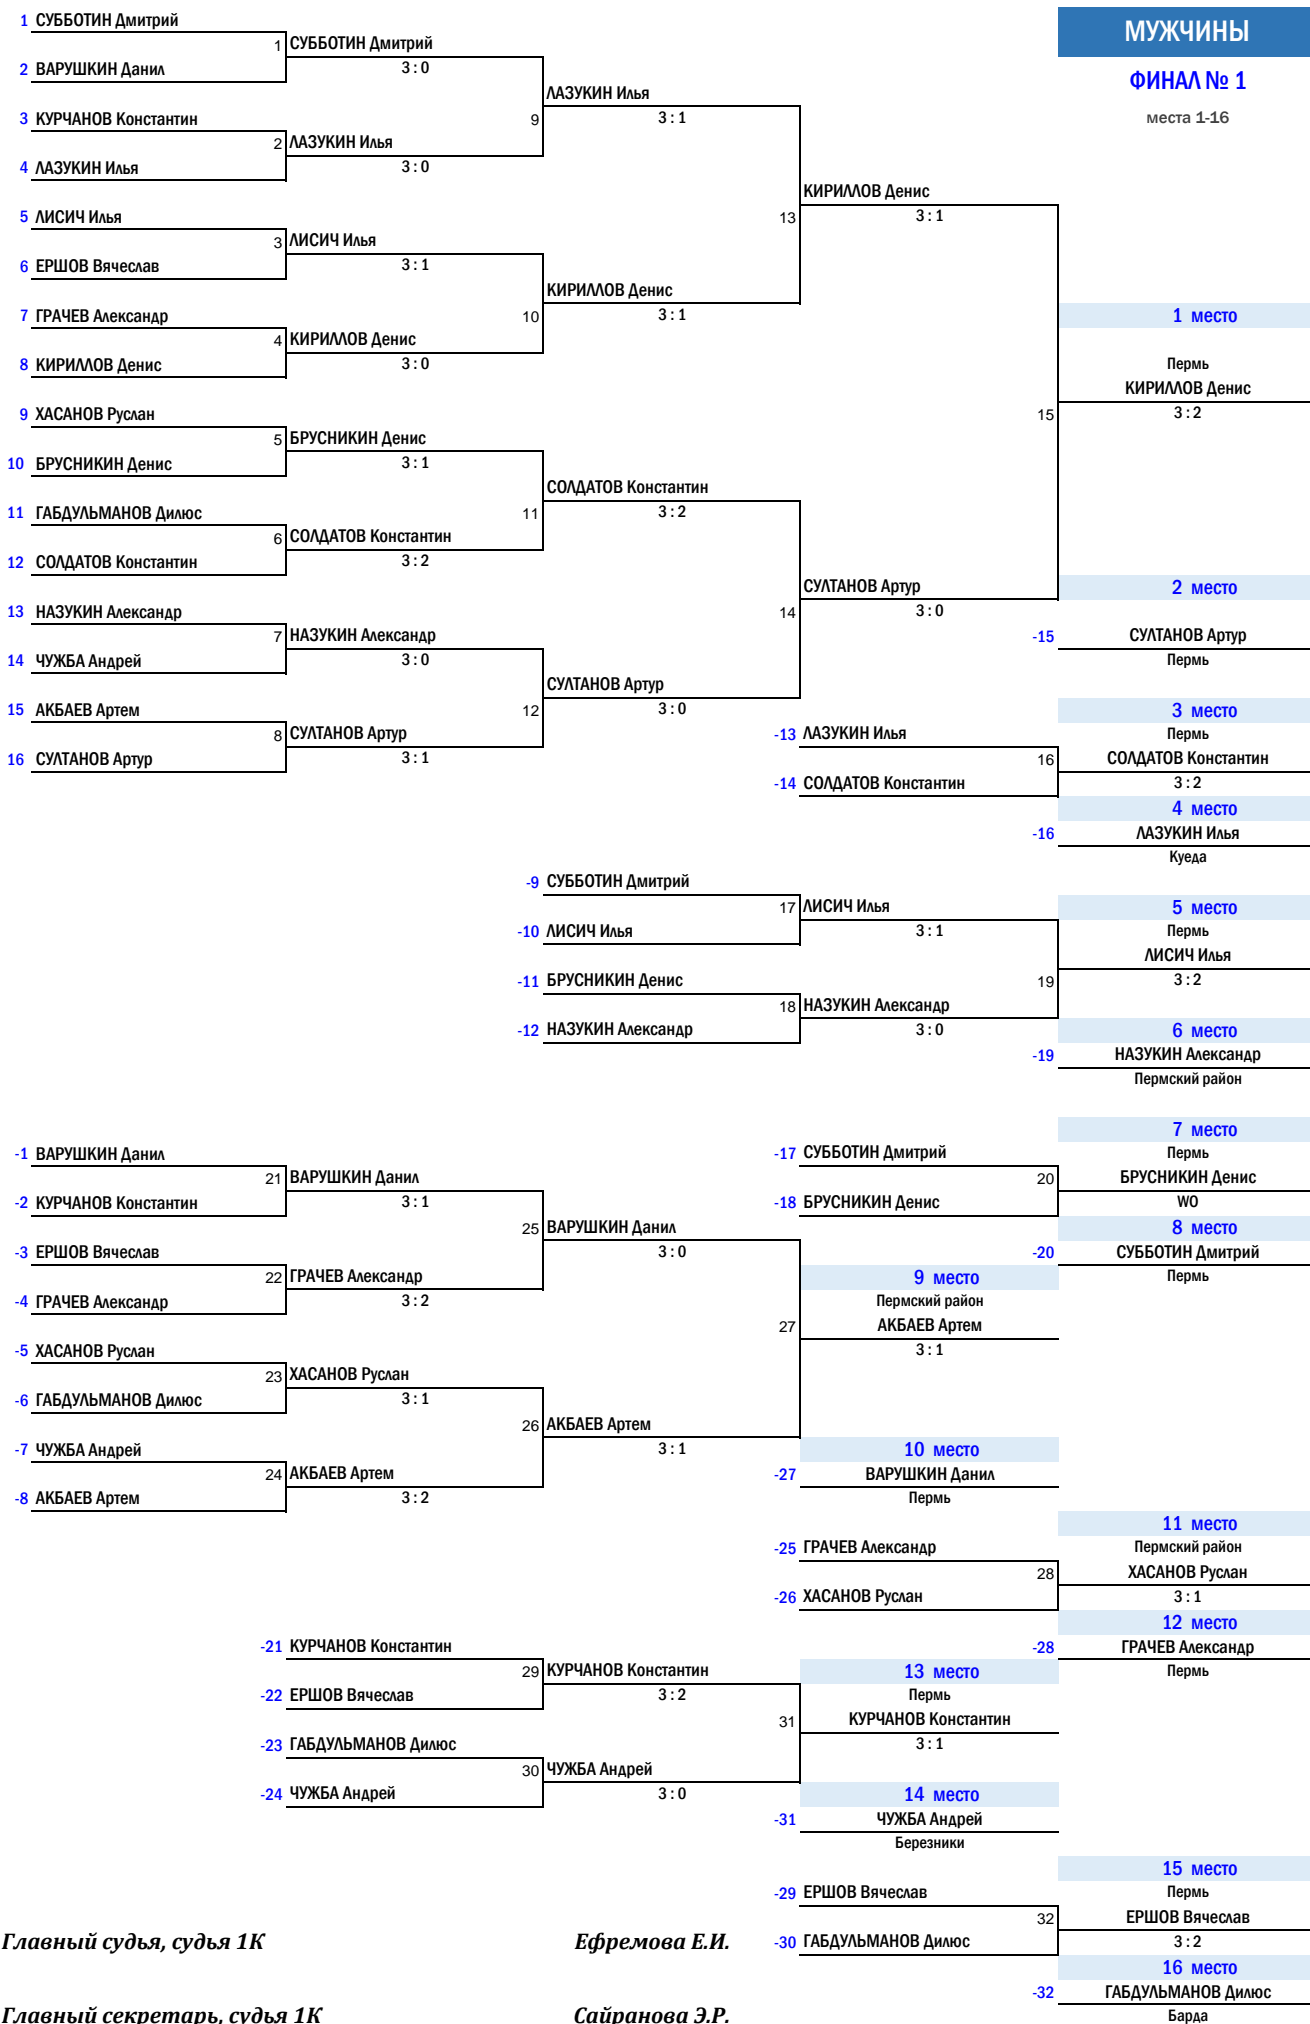 МУЖЧИНЫ
ФИНАЛ № 1
места 1-16
1 СУББОТИН Дмитрий
1 СУББОТИН Дмитрий
3 : 0
2 ВАРУШКИН Данил
ЛАЗУКИН Илья
3 : 1
9
3 КУРЧАНОВ Константин
2 ЛАЗУКИН Илья
3 : 0
4 ЛАЗУКИН Илья
КИРИЛЛОВ Денис
3 : 1
13
5 ЛИСИЧ Илья
3 ЛИСИЧ Илья
3 : 1
6 ЕРШОВ Вячеслав
КИРИЛЛОВ Денис
3 : 1
10
7 ГРАЧЕВ Александр
4 КИРИЛЛОВ Денис
3 : 0
8 КИРИЛЛОВ Денис
1 место
Пермь
КИРИЛЛОВ Денис
3 : 2
15
9 ХАСАНОВ Руслан
5 БРУСНИКИН Денис
3 : 1
10 БРУСНИКИН Денис
СОЛДАТОВ Константин
3 : 2
11
11 ГАБДУЛЬМАНОВ Дилюс
6 СОЛДАТОВ Константин
3 : 2
12 СОЛДАТОВ Константин
СУЛТАНОВ Артур
3 : 0
14
2 место
-15 СУЛТАНОВ Артур
Пермь
13 НАЗУКИН Александр
7 НАЗУКИН Александр
3 : 0
14 ЧУЖБА Андрей
СУЛТАНОВ Артур
3 : 0
12
15 АКБАЕВ Артем
8 СУЛТАНОВ Артур
3 : 1
16 СУЛТАНОВ Артур
3 место
Пермь
-13 ЛАЗУКИН Илья
16 СОЛДАТОВ Константин
3 : 2
-14 СОЛДАТОВ Константин
4 место
-16 ЛАЗУКИН Илья
Куеда
-9 СУББОТИН Дмитрий
17 ЛИСИЧ Илья
3 : 1
-10 ЛИСИЧ Илья
5 место
Пермь
ЛИСИЧ Илья
3 : 2
19
-11 БРУСНИКИН Денис
18 НАЗУКИН Александр
3 : 0
-12 НАЗУКИН Александр
6 место
-19 НАЗУКИН Александр
Пермский район
7 место
Пермь
-17 СУББОТИН Дмитрий
20 БРУСНИКИН Денис
WO
-18 БРУСНИКИН Денис
8 место
-20 СУББОТИН Дмитрий
Пермь
-1 ВАРУШКИН Данил
21 ВАРУШКИН Данил
3 : 1
-2 КУРЧАНОВ Константин
25 ВАРУШКИН Данил
3 : 0
-3 ЕРШОВ Вячеслав
22 ГРАЧЕВ Александр
3 : 2
-4 ГРАЧЕВ Александр
9 место
Пермский район
27 АКБАЕВ Артем
3 : 1
-5 ХАСАНОВ Руслан
23 ХАСАНОВ Руслан
3 : 1
-6 ГАБДУЛЬМАНОВ Дилюс
26 АКБАЕВ Артем
3 : 1
-7 ЧУЖБА Андрей
24 АКБАЕВ Артем
3 : 2
-8 АКБАЕВ Артем
10 место
-27 ВАРУШКИН Данил
Пермь
11 место
Пермский район
-25 ГРАЧЕВ Александр
28 ХАСАНОВ Руслан
3 : 1
-26 ХАСАНОВ Руслан
12 место
-28 ГРАЧЕВ Александр
Пермь
-21 КУРЧАНОВ Константин
29 КУРЧАНОВ Константин
3 : 2
-22 ЕРШОВ Вячеслав
13 место
Пермь
31 КУРЧАНОВ Константин
3 : 1
-23 ГАБДУЛЬМАНОВ Дилюс
30 ЧУЖБА Андрей
3 : 0
-24 ЧУЖБА Андрей
14 место
-31 ЧУЖБА Андрей
Березники
15 место
Пермь
-29 ЕРШОВ Вячеслав
32 ЕРШОВ Вячеслав
3 : 2
-30 ГАБДУЛЬМАНОВ Дилюс
16 место
-32 ГАБДУЛЬМАНОВ Дилюс
Барда
Главный судья, судья 1К Ефремова Е.И.
Главный секретарь, судья 1К Сайранова Э.Р.